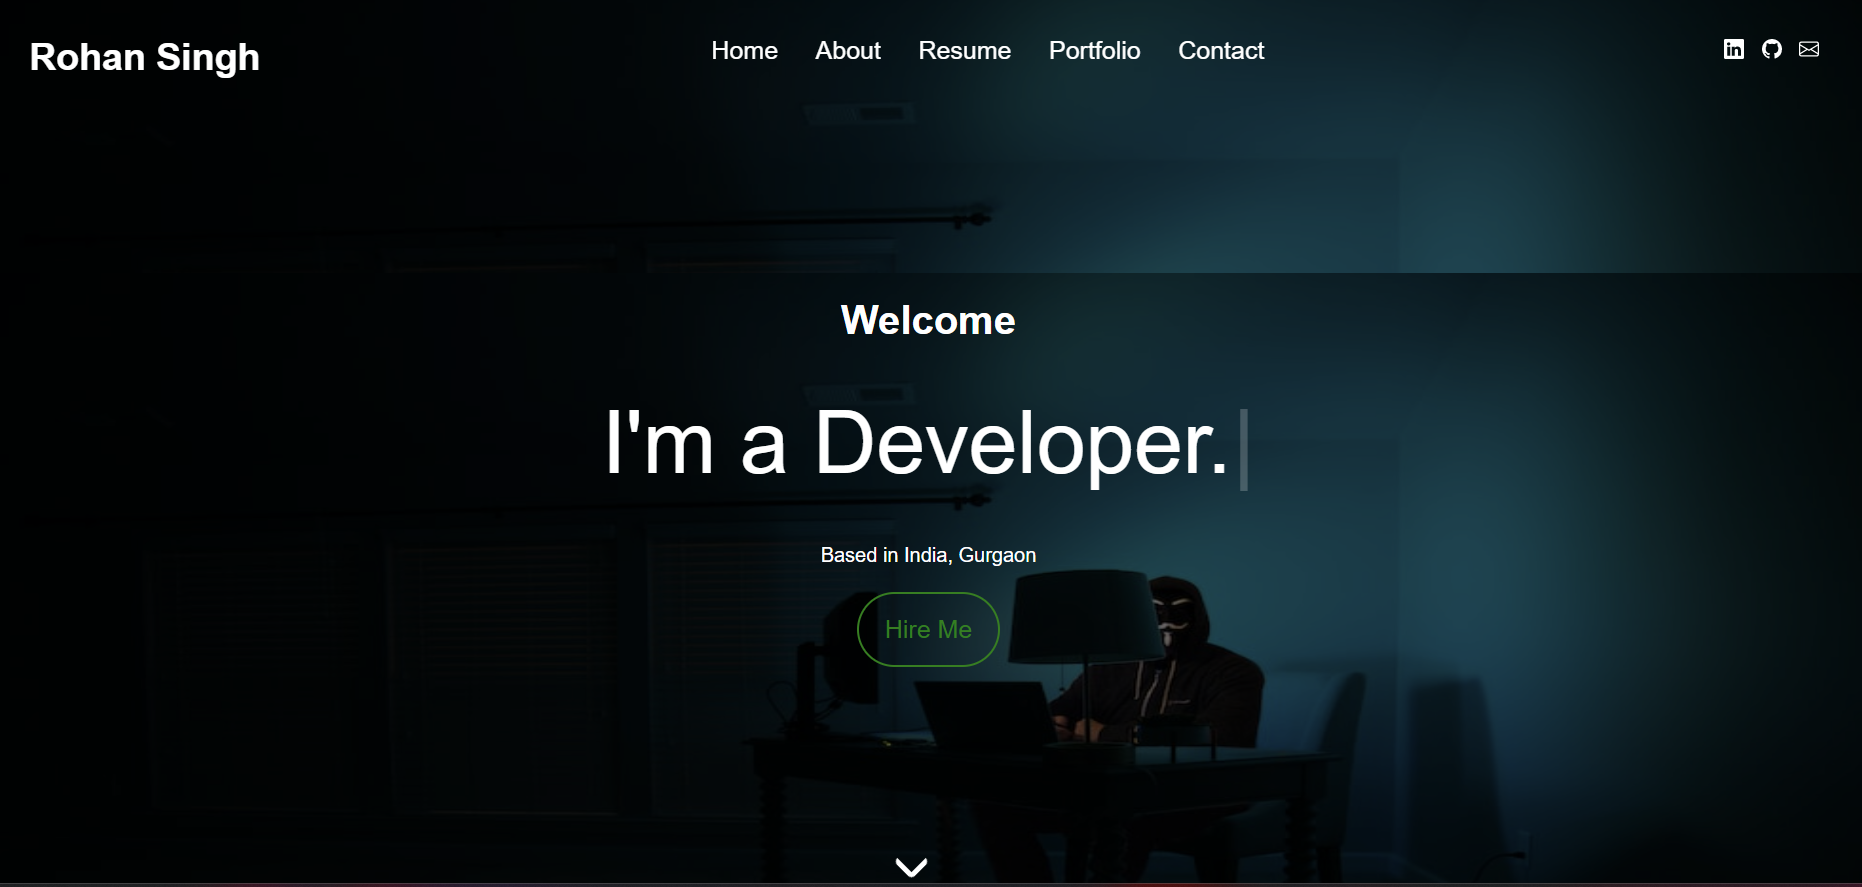 Rohan Singh
Home About Resume Portfolio Contact
Welcome
I'm a Developer.
Based in India, Gurgaon
Hire Me